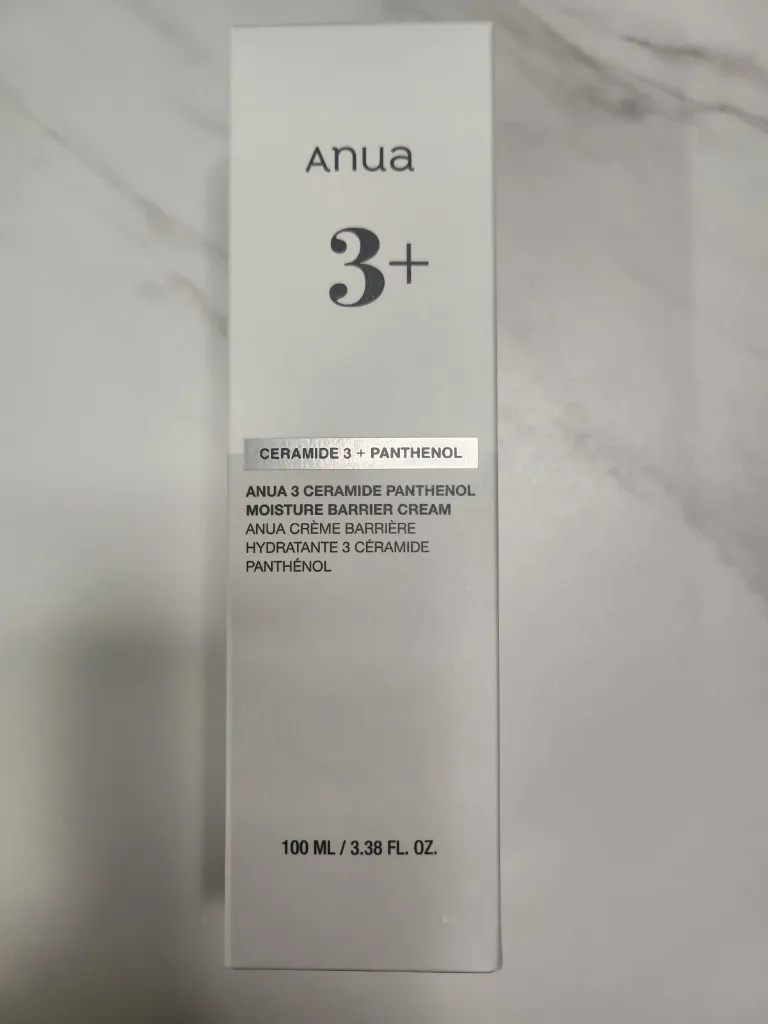 Anua
3+
CERAMIDE 3 + PANTHENOL
ANUA 3 CERAMIDE PANTHENOL
MOISTURE BARRIER CREAM
ANUA CRÈME BARRIÈRE
HYDRATANTE 3 CÉRAMIDE
PANTHÉNOL
100 ML / 3.38 FL. OZ.